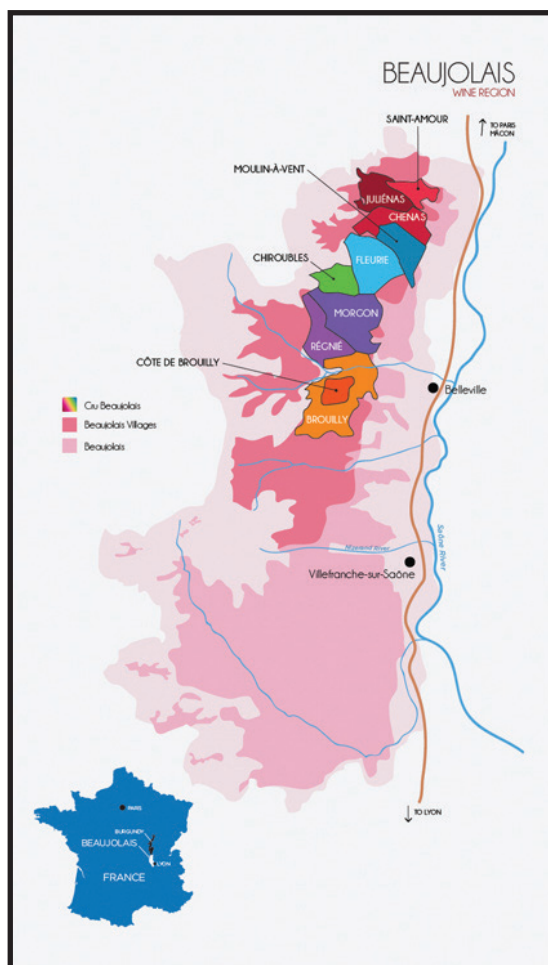 BEAUJOLAIS
WINE REGION
SAINT-AMOUR
TO PARIS
MÂCON
MOULIN-À-VENT
JULIÉNAS
CHENAS
FLEURIE
CHIROUBLES
MORGON
RÉGNIÉ
CÔTE DE BROUILLY
Belleville
BROUILLY
Cru Beaujolais
Beaujolais Villages
Beaujolais
Saône River
Villefranche-sur-Saône
TO LYON
PARIS
BURGUNDY
BEAUJOLAIS
LYON
FRANCE